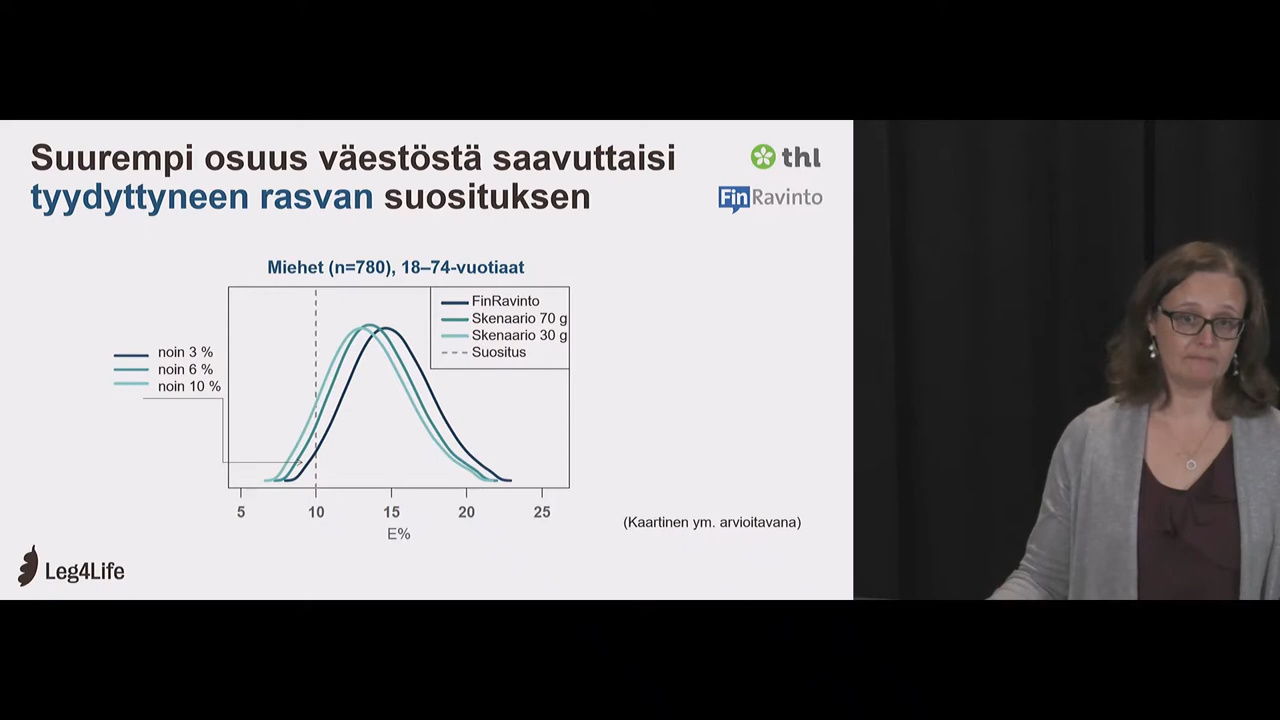 Suurempi osuus väestöstä saavuttaisi
tyydyttyneen rasvan suosituksen
thl
FinRavinto
Miehet (n=780), 18–74-vuotiaat
FinRavinto
Skenaario 70 g
Skenaario 30 g
Suositus
noin 3 %
noin 6 %
noin 10 %
5 10 15 20 25
E%
(Kaartinen ym. arvioitavana)
Leg4Life